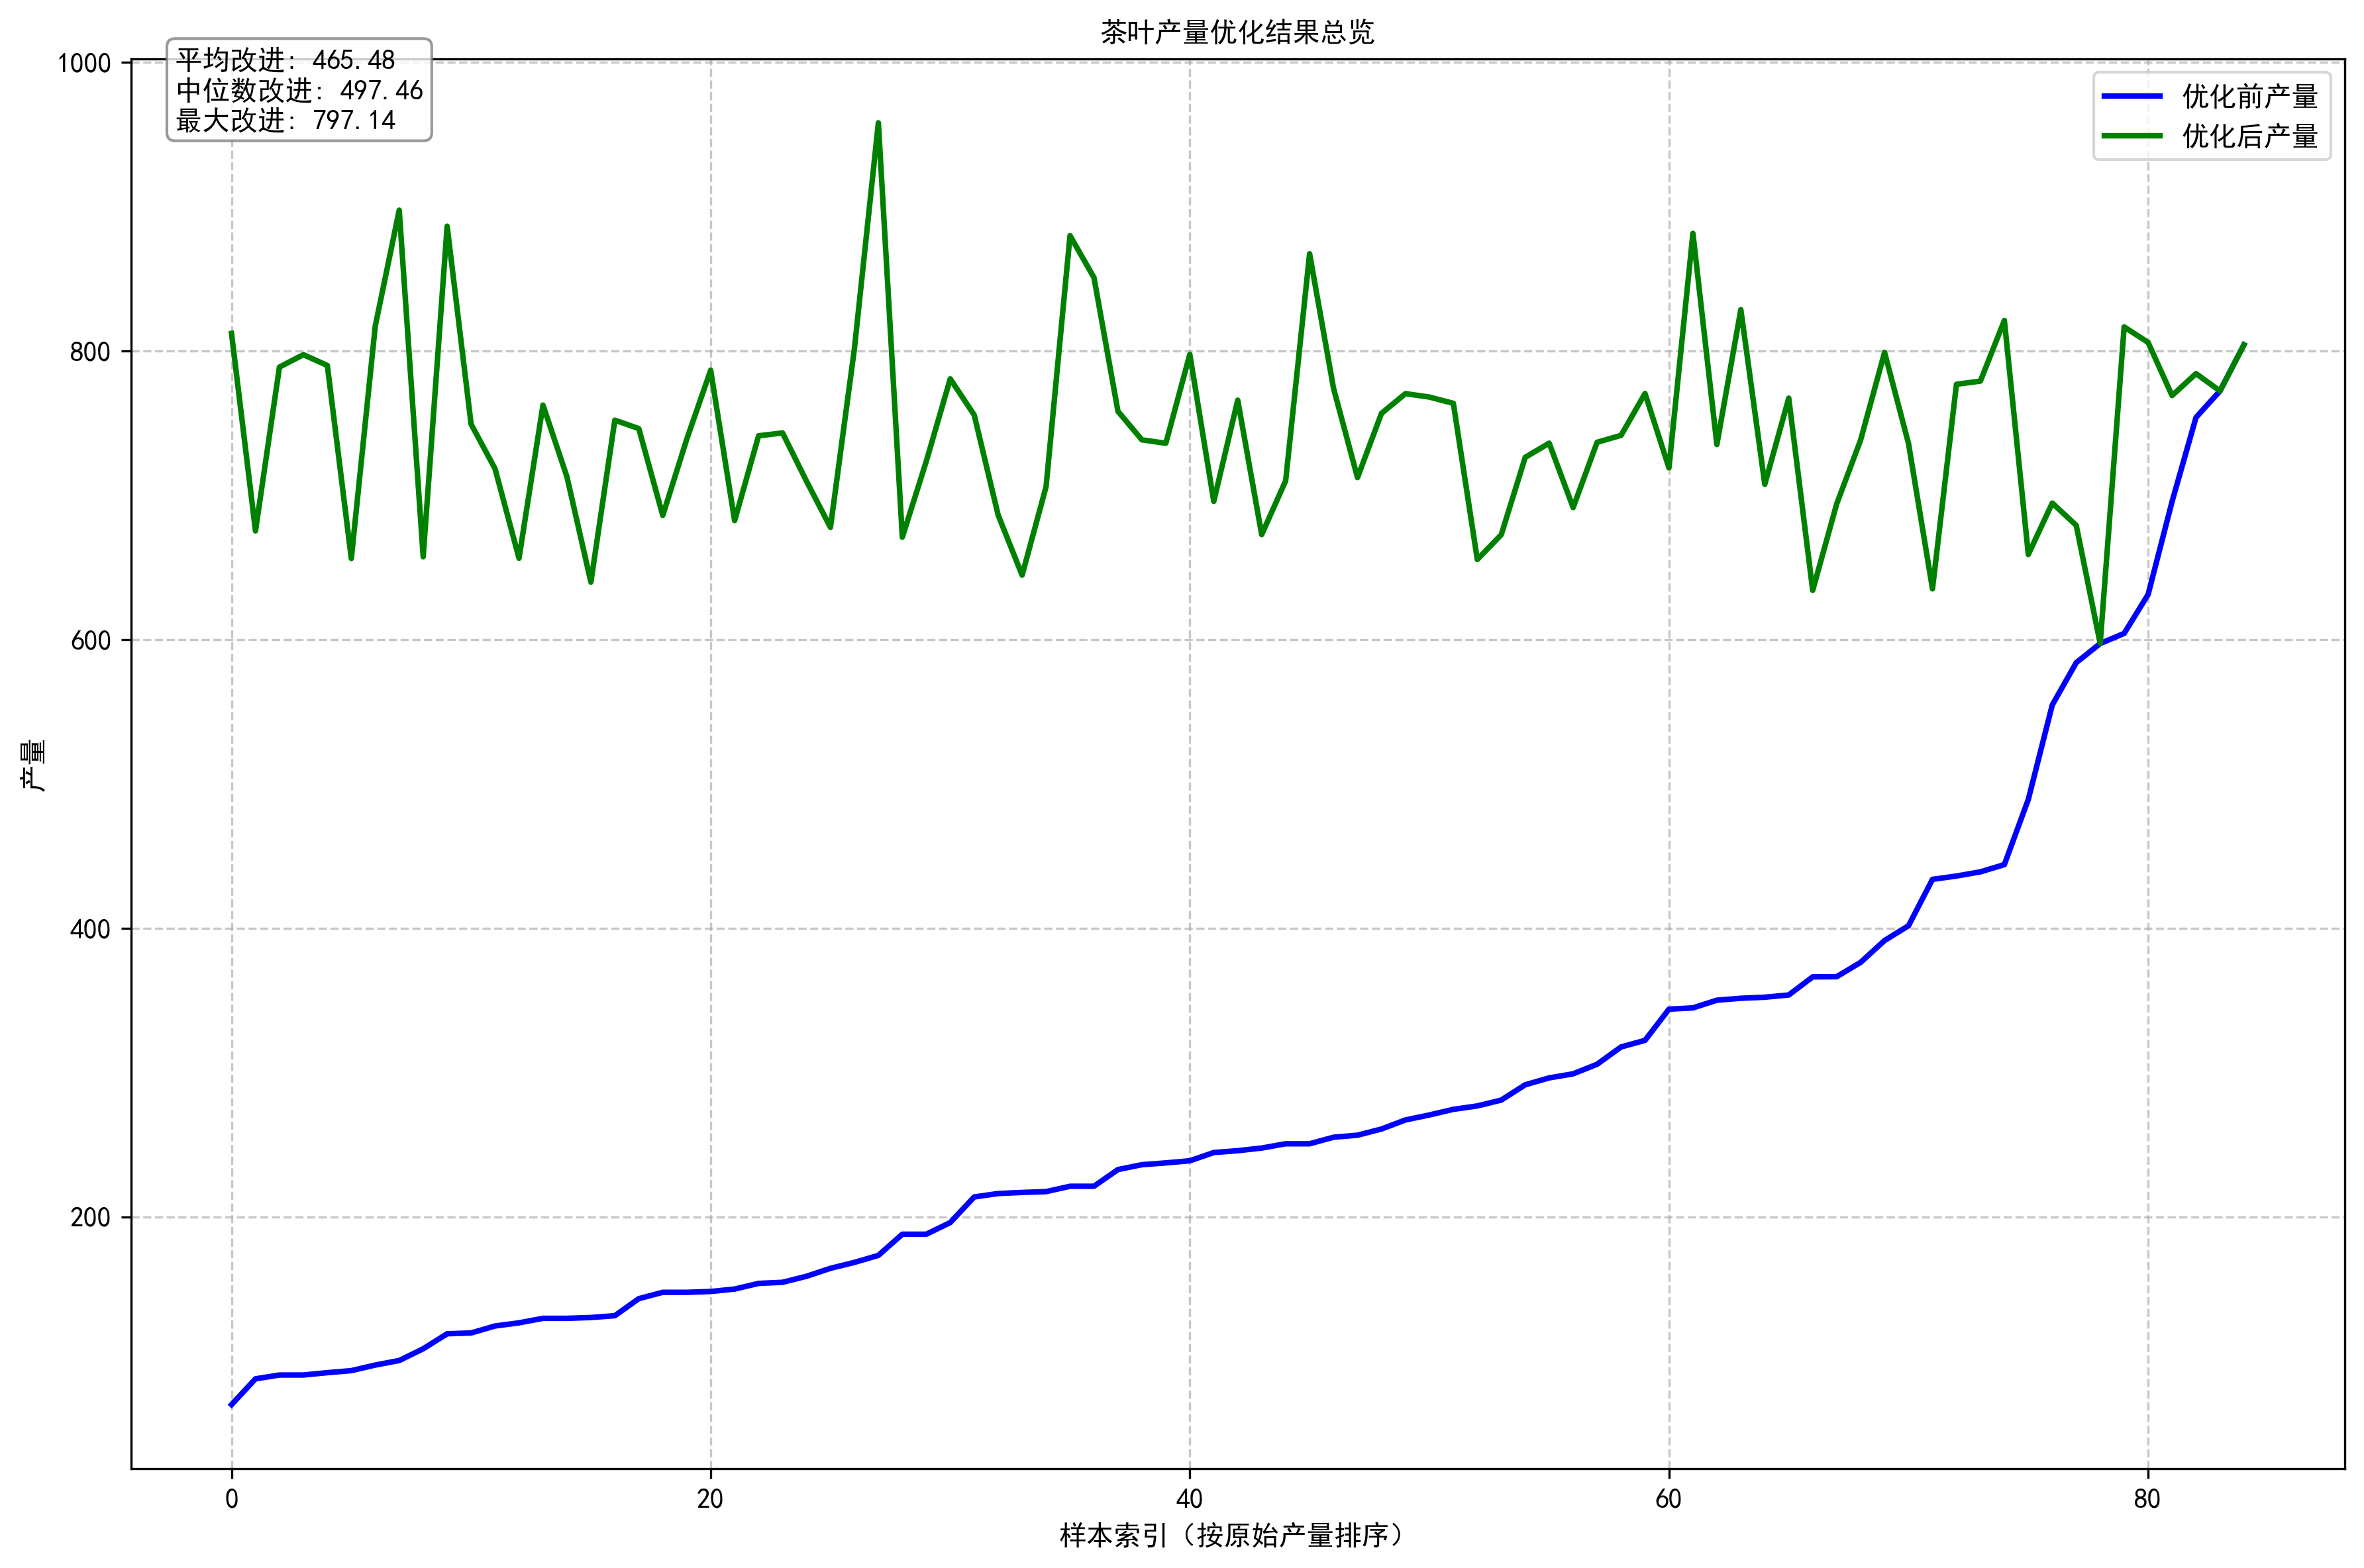 茶叶产量优化结果总览
平均改进: 465.48
中位数改进: 497.46
最大改进: 797.14
优化前产量
优化后产量
1000
800
600
400
200
产量
0 20 40 60 80
样本索引（按原始产量排序）